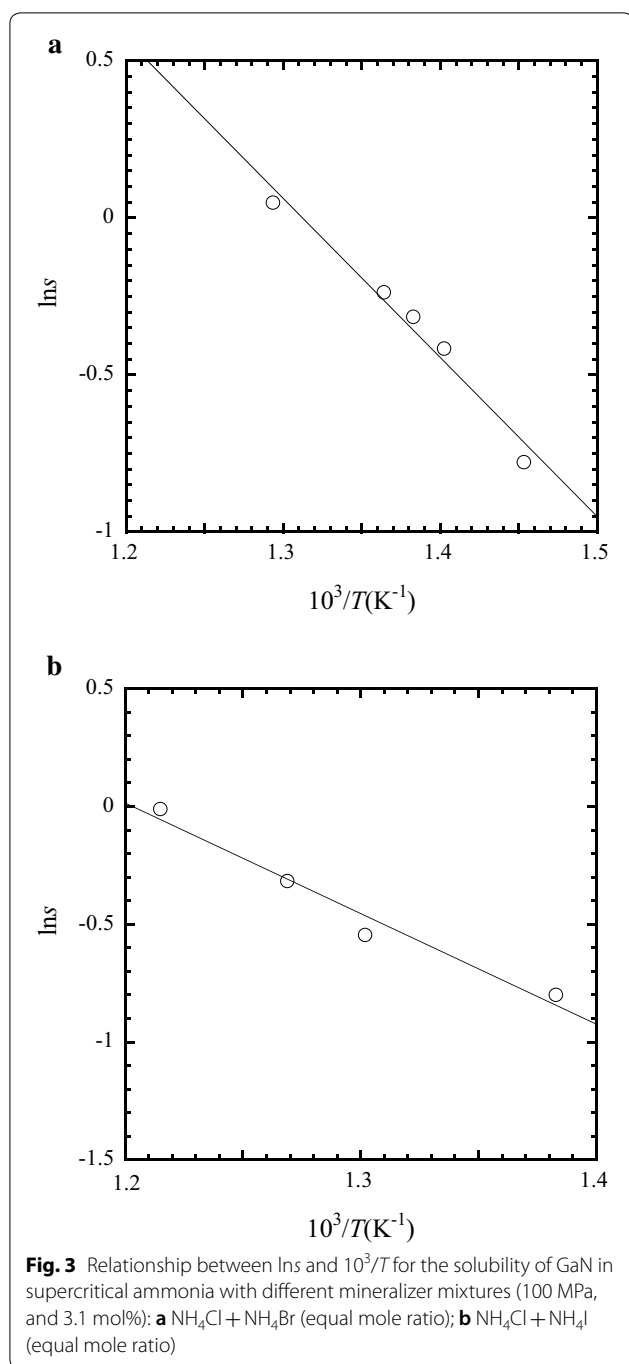 a
0.5
0
-0.5
-1
lns
1.2
1.3
1.4
1.5
10³/T(K⁻¹)
b
0.5
0
-0.5
-1
-1.5
lns
1.2
1.3
1.4
10³/T(K⁻¹)
Fig. 3 Relationship between lns and 10³/T for the solubility of GaN in
supercritical ammonia with different mineralizer mixtures (100 MPa,
and 3.1 mol%): a NH₄Cl + NH₄Br (equal mole ratio); b NH₄Cl + NH₄I
(equal mole ratio)